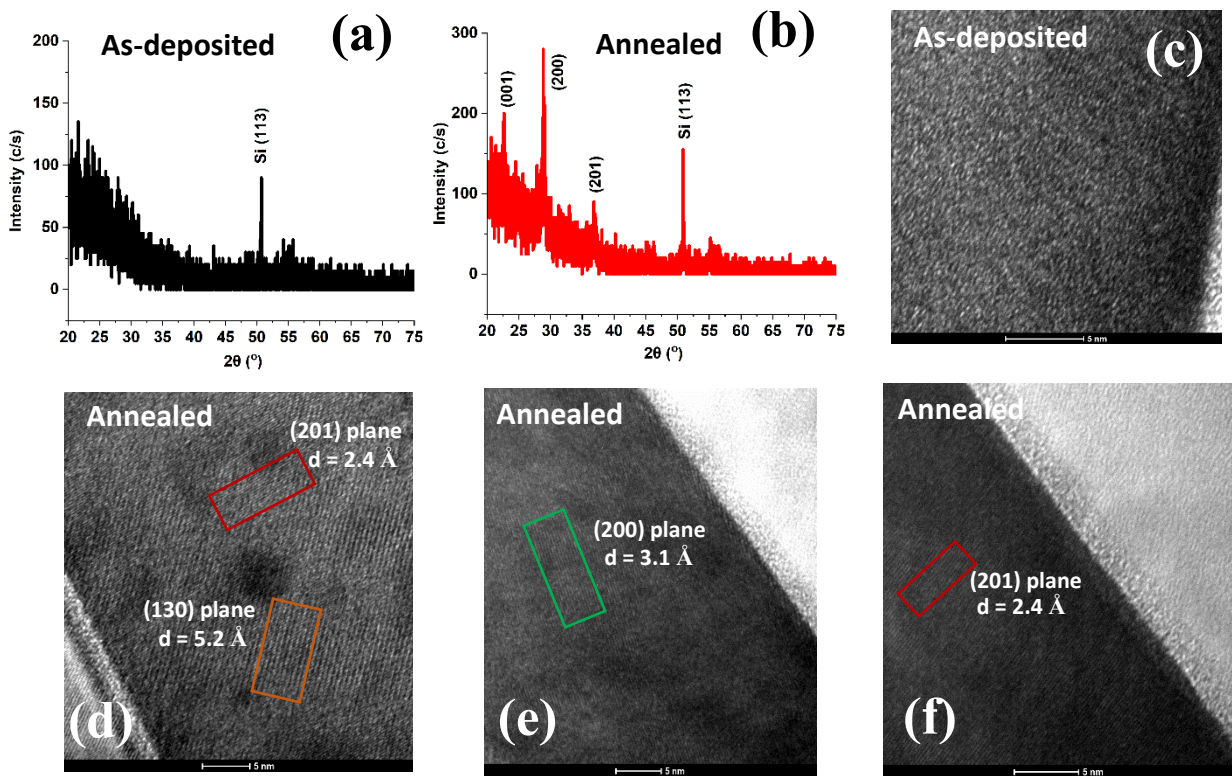 As-deposited
(a)
200
150
100
50
0
Intensity (c/s)
Si (113)
20 25 30 35 40 45 50 55 60 65 70 75
2θ (°)
Annealed
(b)
300
200
100
0
Intensity (c/s)
(001)
(200)
(201)
Si (113)
20 25 30 35 40 45 50 55 60 65 70 75
2θ (°)
As-deposited
(c)
5 nm
Annealed
(201) plane
d = 2.4 Å
(130) plane
d = 5.2 Å
(d)
5 nm
Annealed
(200) plane
d = 3.1 Å
(e)
5 nm
Annealed
(201) plane
d = 2.4 Å
(f)
5 nm